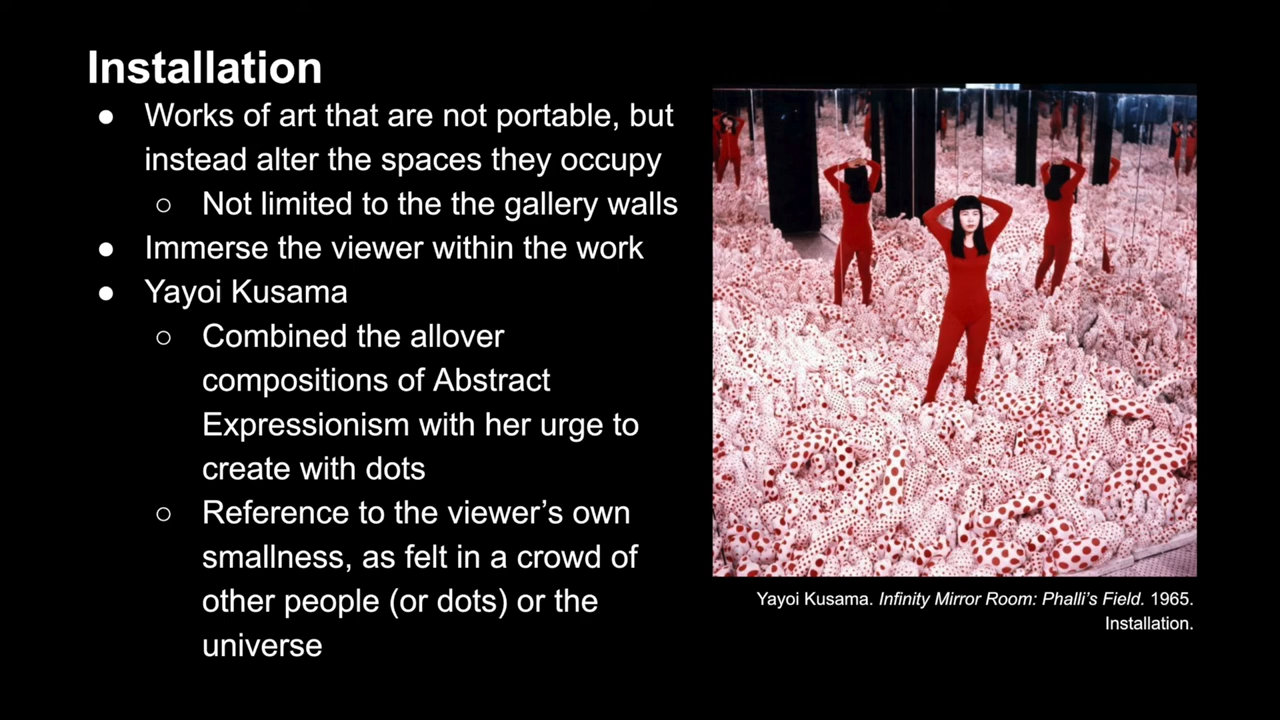 Installation
● Works of art that are not portable, but
instead alter the spaces they occupy
○ Not limited to the the gallery walls
● Immerse the viewer within the work
● Yayoi Kusama
○ Combined the allover
compositions of Abstract
Expressionism with her urge to
create with dots
○ Reference to the viewer’s own
smallness, as felt in a crowd of
other people (or dots) or the
universe
Yayoi Kusama. Infinity Mirror Room: Phalli’s Field. 1965.
Installation.